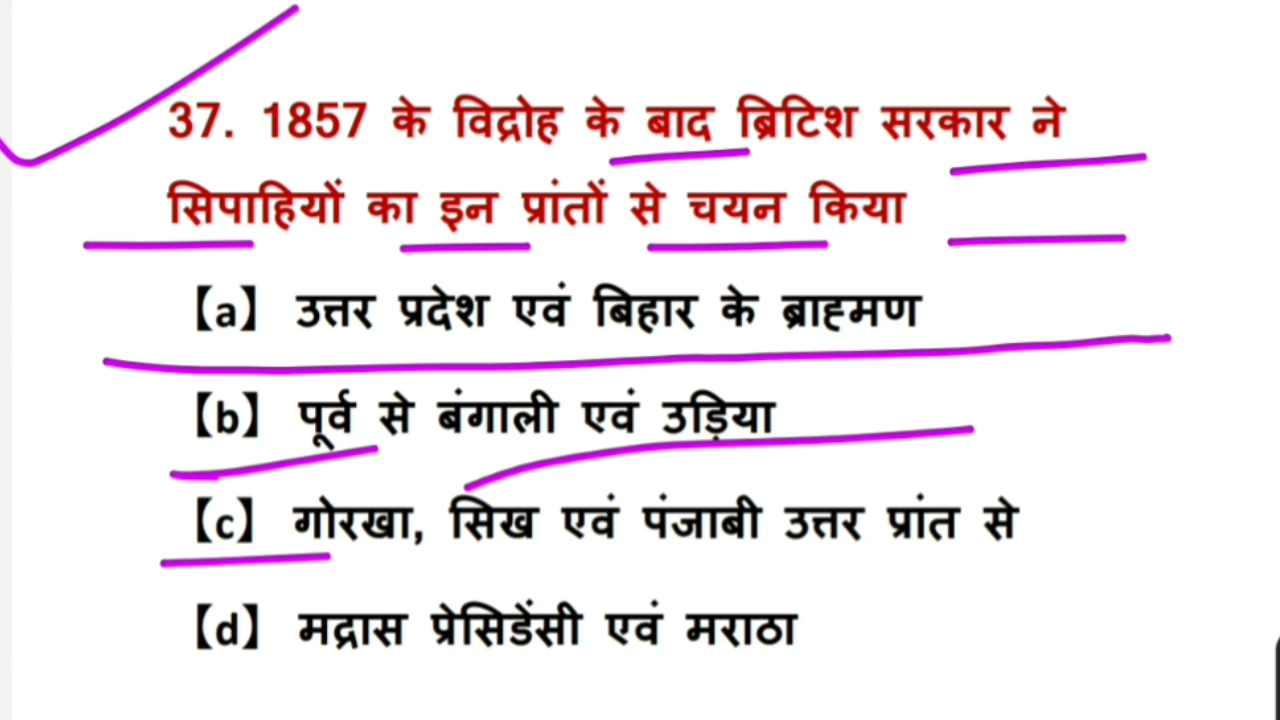 37. 1857 के विद्रोह के बाद ब्रिटिश सरकार ने
सिपाहियों का इन प्रांतों से चयन किया
【a】 उत्तर प्रदेश एवं बिहार के ब्राह्मण
【b】 पूर्व से बंगाली एवं उड़िया
【c】 गोरखा, सिख एवं पंजाबी उत्तर प्रांत से
【d】 मद्रास प्रेसिडेंसी एवं मराठा